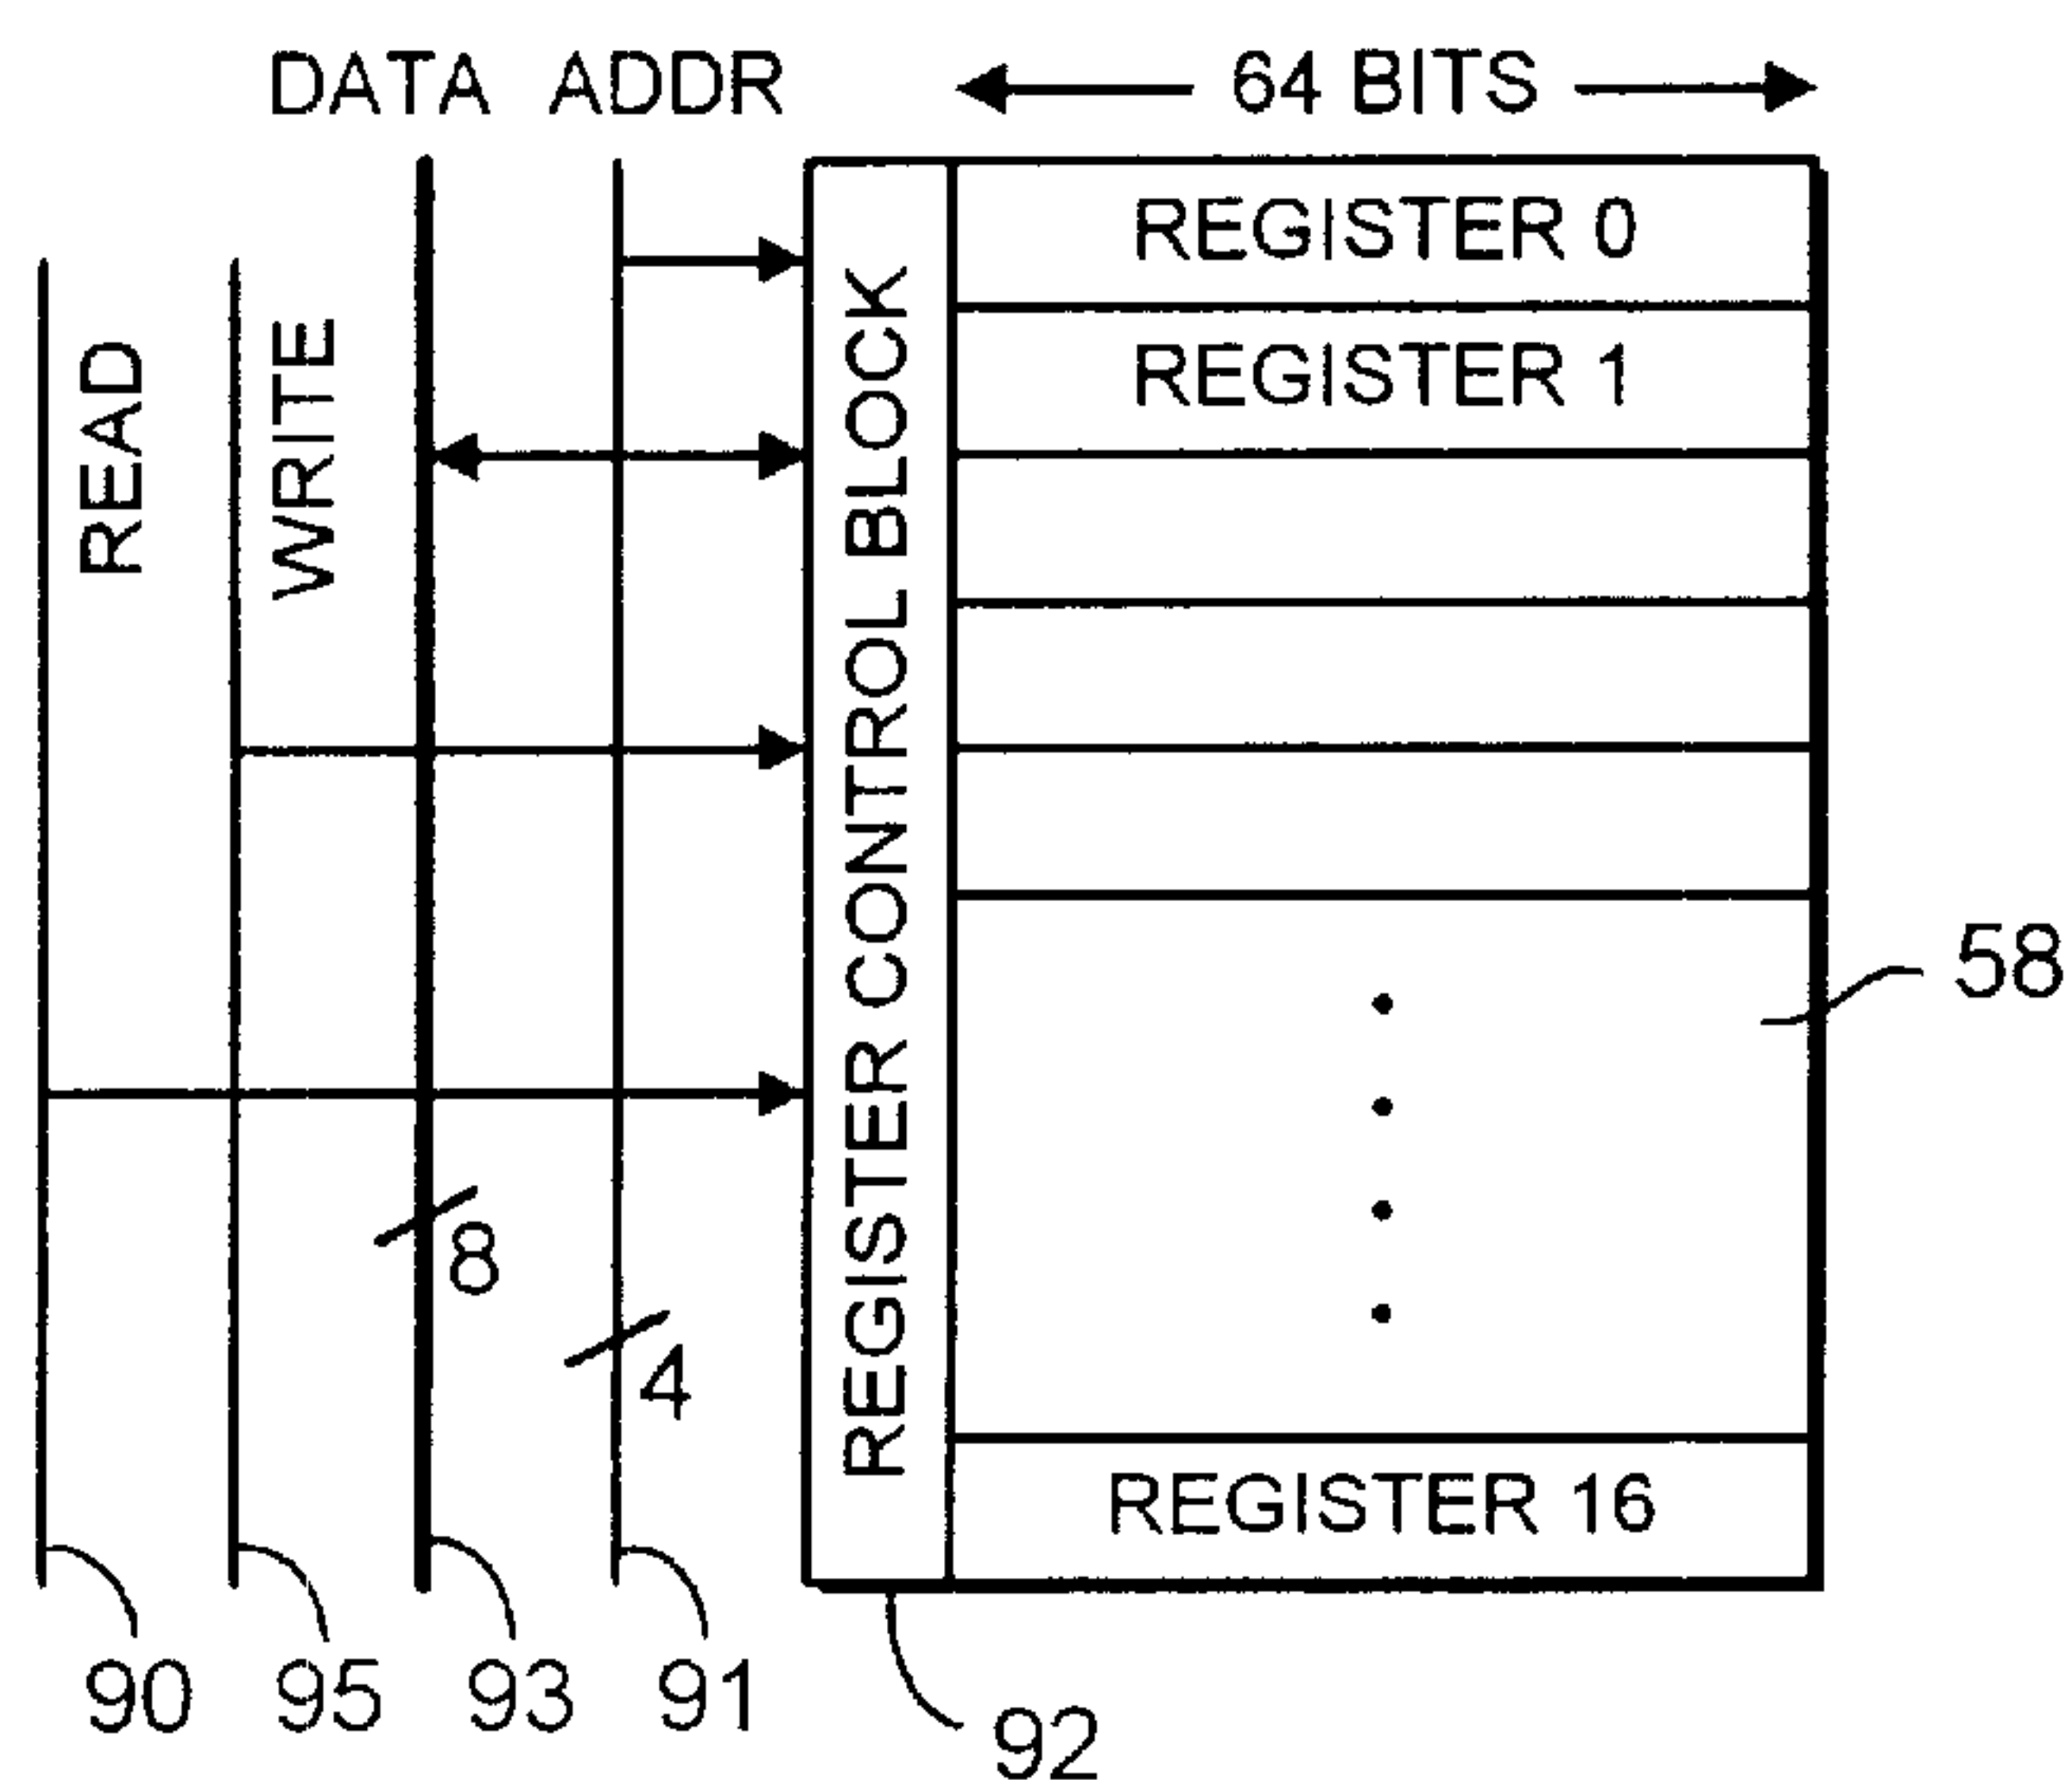 DATA ADDR
64 BITS
READ
WRITE
REGISTER CONTROL BLOCK
REGISTER 0
REGISTER 1
58
8
4
REGISTER 16
90
95
93
91
92